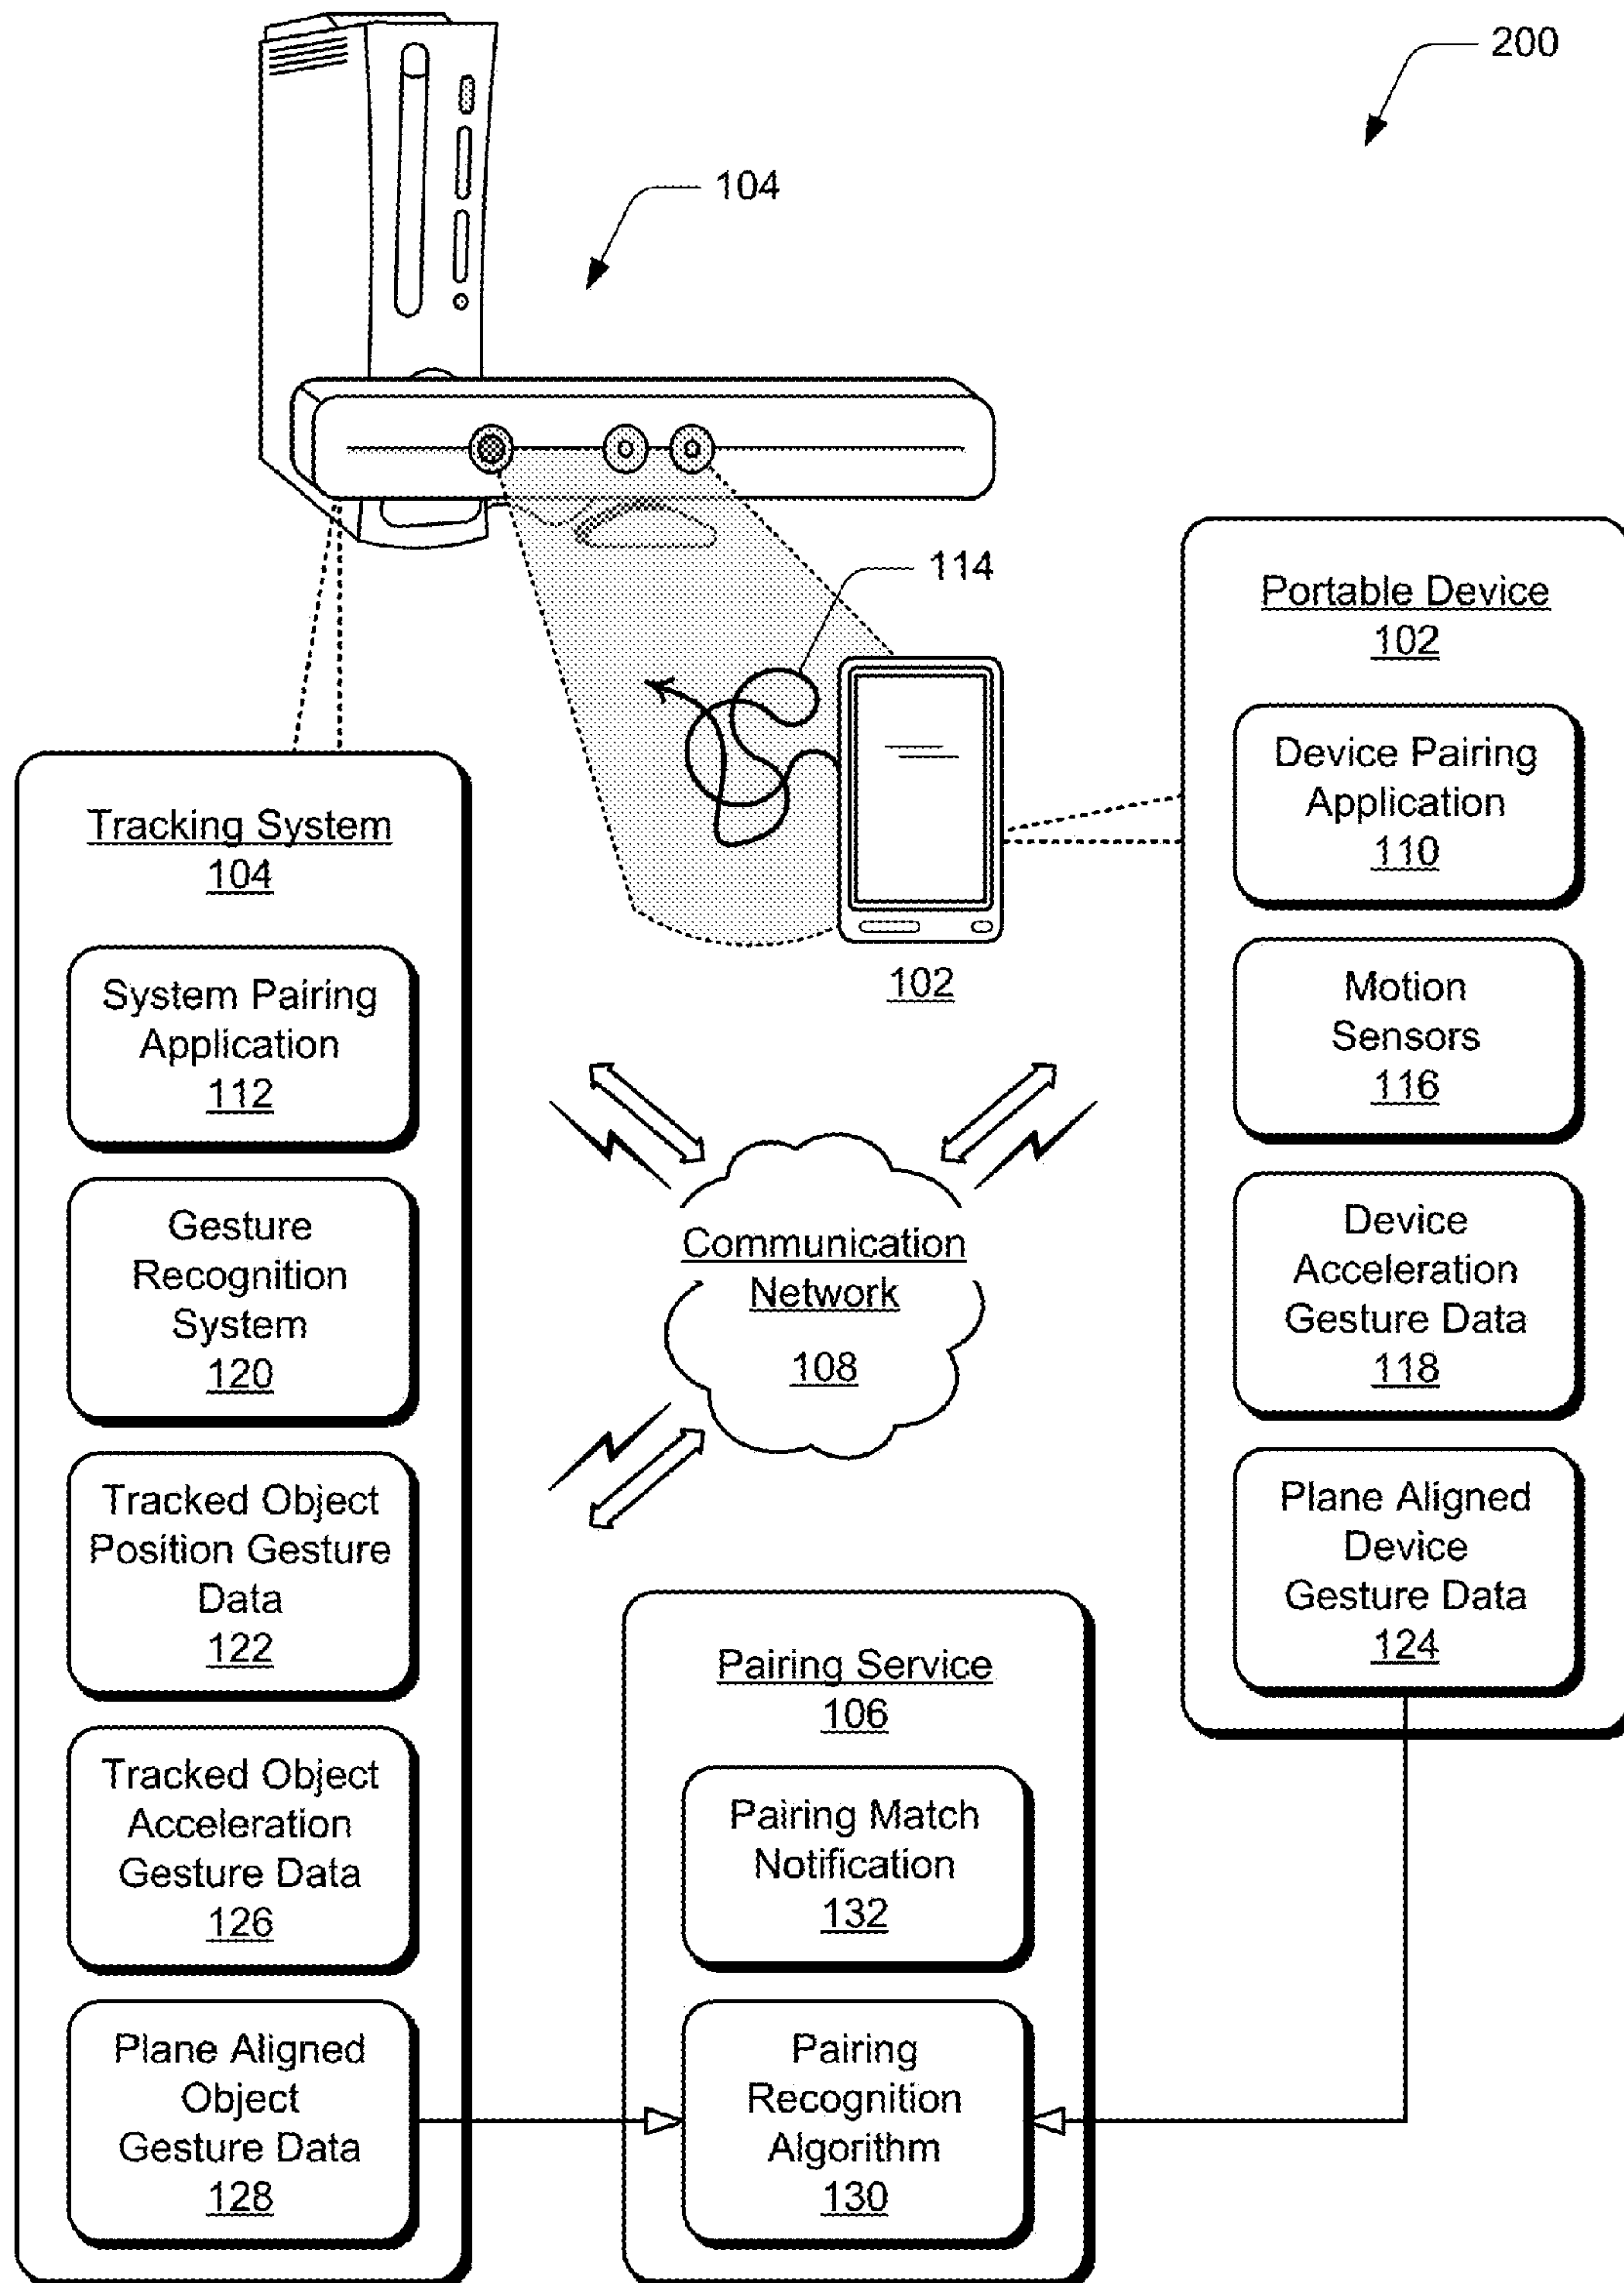 200
104
114
Portable Device
102
Device Pairing
Application
110
Motion
Sensors
116
Device
Acceleration
Gesture Data
118
Plane Aligned
Device
Gesture Data
124
102
Tracking System
104
System Pairing
Application
112
Gesture
Recognition
System
120
Tracked Object
Position Gesture
Data
122
Tracked Object
Acceleration
Gesture Data
126
Plane Aligned
Object
Gesture Data
128
Communication
Network
108
Pairing Service
106
Pairing Match
Notification
132
Pairing
Recognition
Algorithm
130